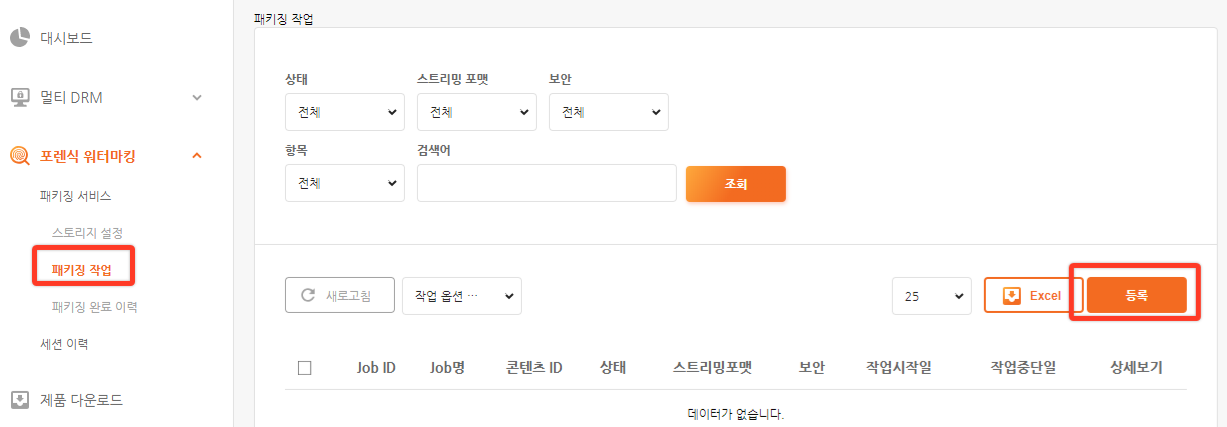 대시보드
멀티 DRM
포렌식 워터마킹
패키징 서비스
스토리지 설정
패키징 작업
패키징 완료 이력
세션 이력
제품 다운로드
패키징 작업
상태 스트리밍 포맷 보안
전체 전체 전체
항목 검색어
전체 조회
새로고침 작업 옵션 ··· 25 Excel 등록
Job ID Job명 콘텐츠 ID 상태 스트리밍포맷 보안 작업시작일 작업중단일 상세보기
데이터가 없습니다.